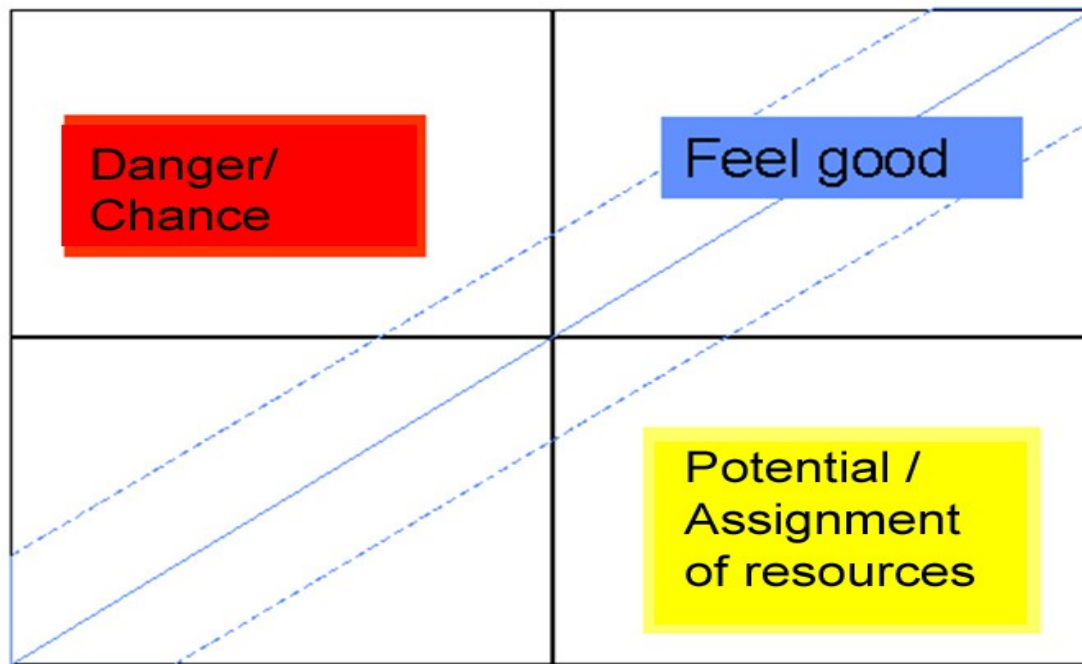 Danger/
Chance
Feel good
Potential /
Assignment
of resources